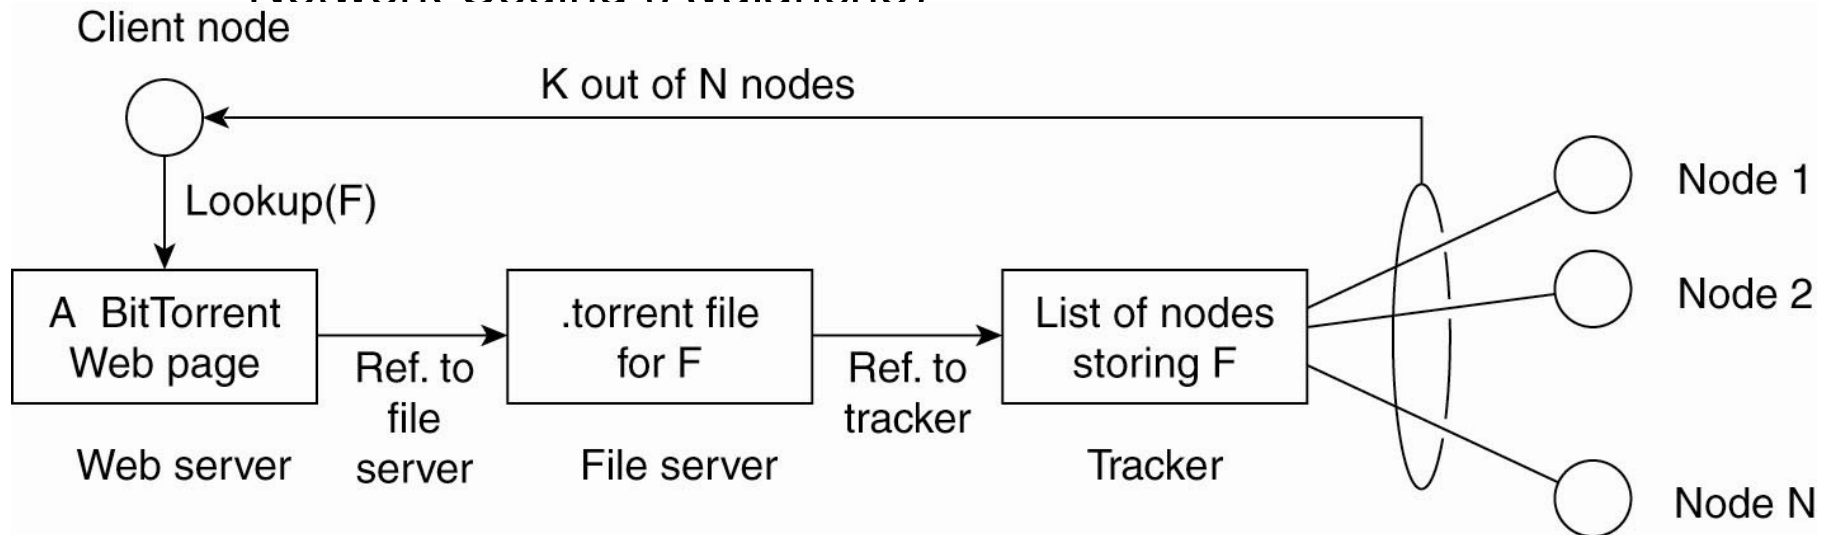 Client node
K out of N nodes
Node 1
Lookup(F)
Node 2
A BitTorrent
Web page
.torrent file
for F
List of nodes
storing F
Ref. to
file
server
Ref. to
tracker
Web server
File server
Tracker
Node N